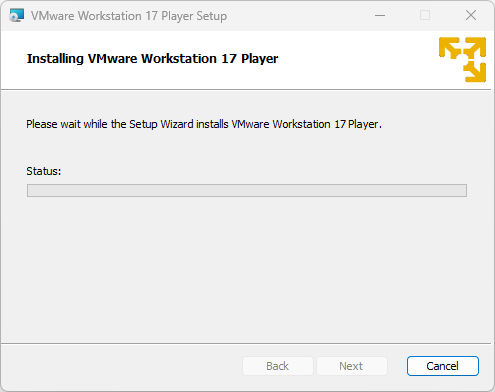 VMware Workstation 17 Player Setup
Installing VMware Workstation 17 Player
Please wait while the Setup Wizard installs VMware Workstation 17 Player.
Status:
Back
Next
Cancel